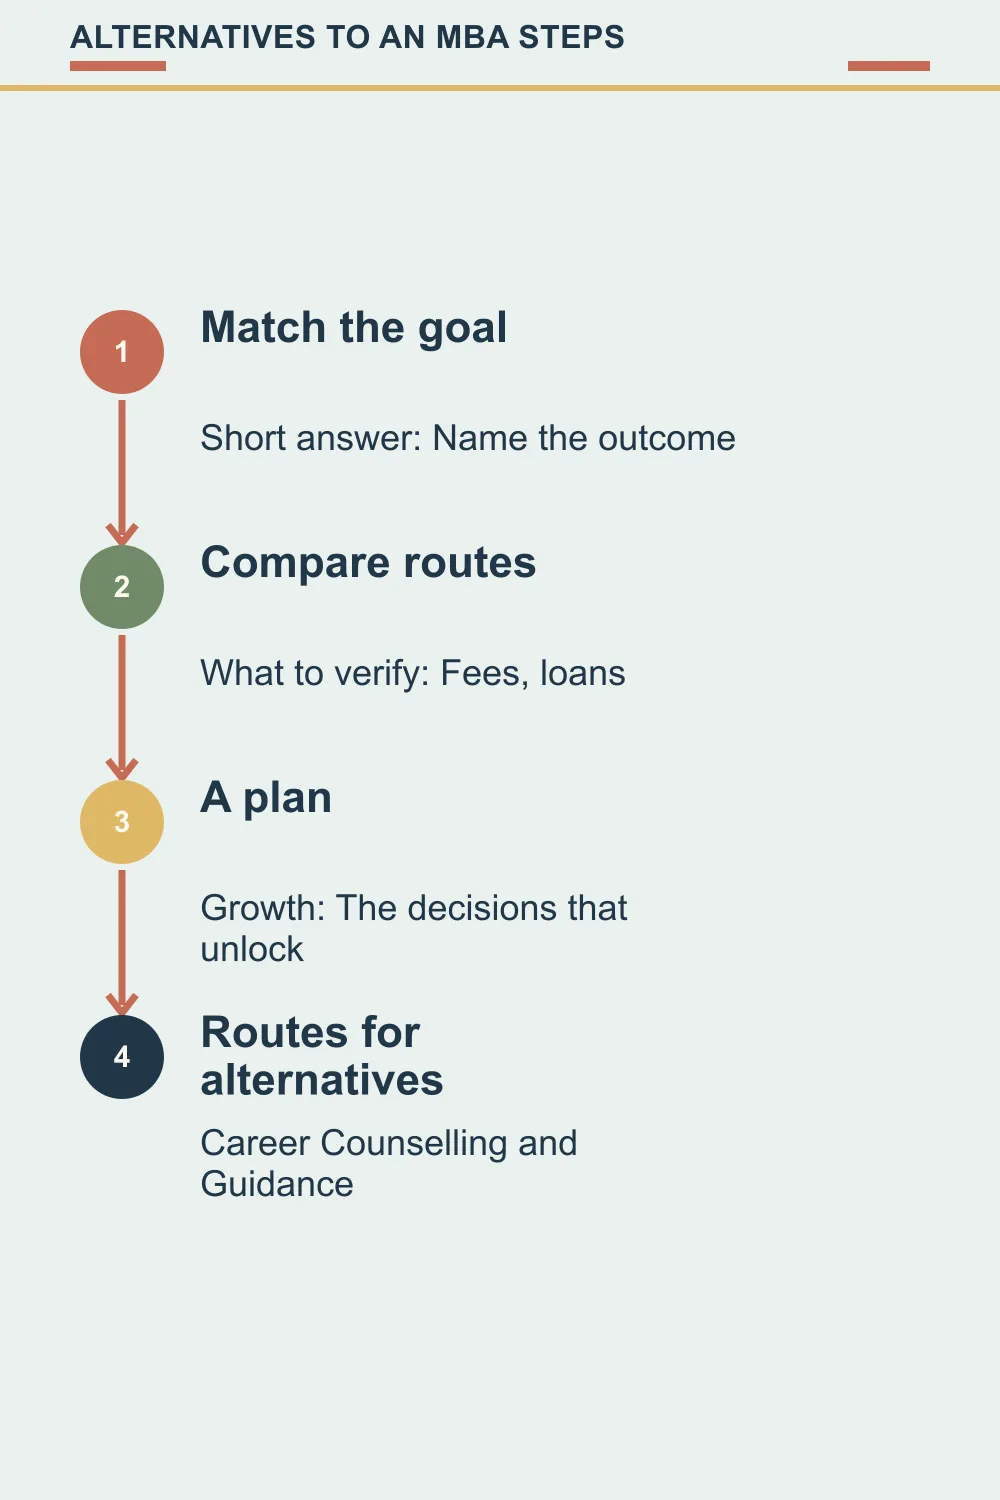 ALTERNATIVES TO AN MBA STEPS
1
Match the goal
Short answer: Name the outcome
2
Compare routes
What to verify: Fees, loans
3
A plan
Growth: The decisions that
unlock
4
Routes for
alternatives
Career Counselling and
Guidance